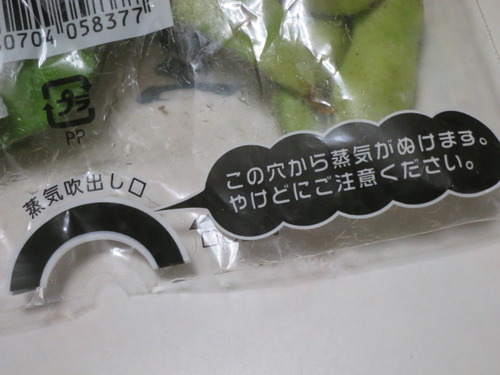 0704 058377
プラ
PP
蒸気吹出し口
この穴から蒸気がぬけます。
やけどにご注意ください。